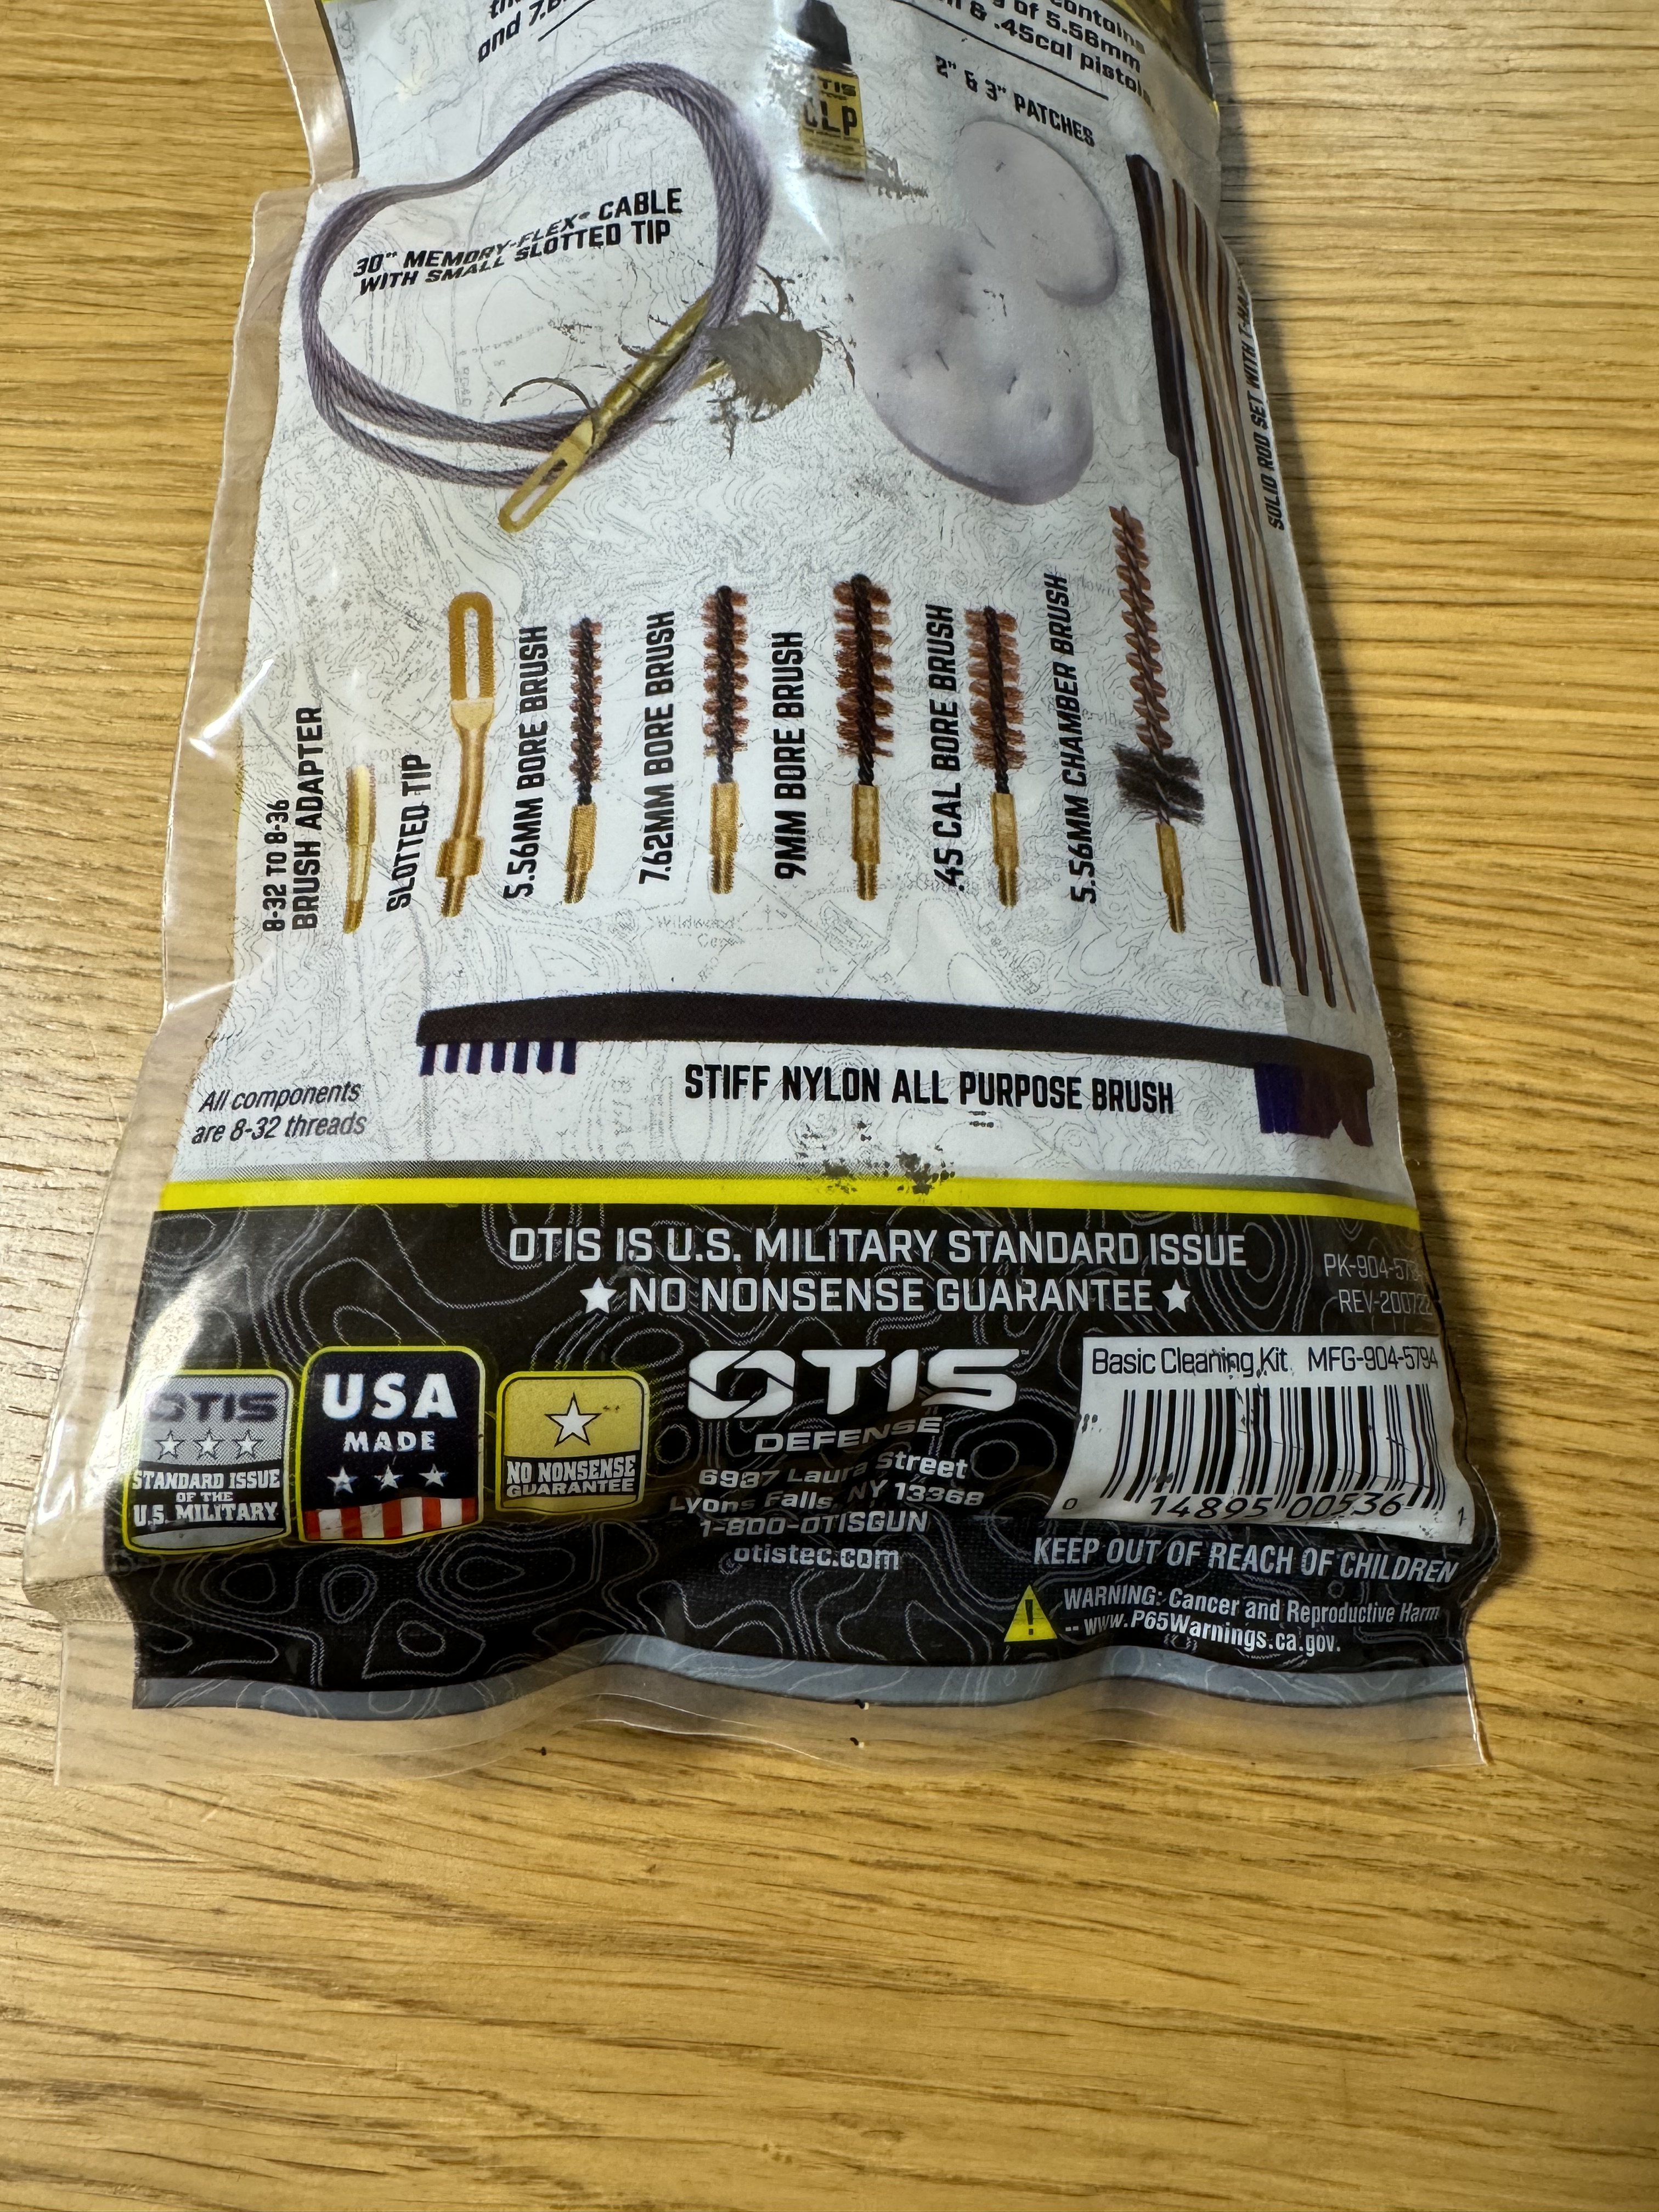 and 7.
contains
of 5.56mm
& .45cal pistols.
OTIS
CLP
2" & 3" PATCHES
30" MEMORY-FLEX® CABLE
WITH SMALL SLOTTED TIP
SOLID ROD SET WITH
8-32 TO 8-36
BRUSH ADAPTER
SLOTTED TIP
5.56MM BORE BRUSH
7.62MM BORE BRUSH
9MM BORE BRUSH
.45 CAL BORE BRUSH
5.56MM CHAMBER BRUSH
STIFF NYLON ALL PURPOSE BRUSH
All components
are 8-32 threads
OTIS IS U.S. MILITARY STANDARD ISSUE
★ NO NONSENSE GUARANTEE ★
PK-904-57
REV-200722
Basic Cleaning Kit MFG-904-5794
0 14895 00536 1
OTIS
STANDARD ISSUE
OF THE
U.S. MILITARY
USA
MADE
NO NONSENSE
GUARANTEE
OTIS
DEFENSE
6987 Laura Street
Lyons Falls, NY 13368
1-800-OTISGUN
otistec.com
KEEP OUT OF REACH OF CHILDREN
WARNING: Cancer and Reproductive Harm
-- www.P65Warnings.ca.gov.